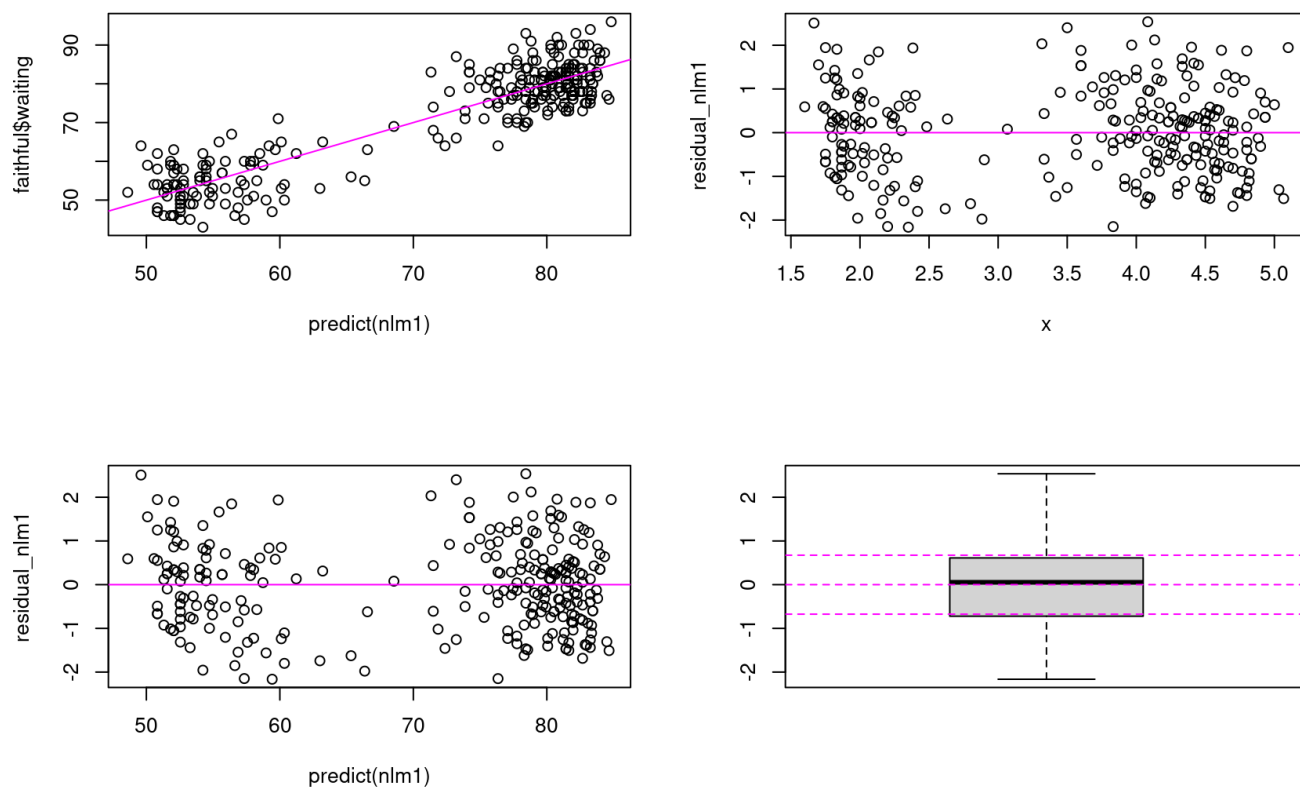 faithful$waiting
50 70 90
50 60 70 80
predict(nlm1)
residual_nlm1
-2 -1 0 1 2
1.5 2.0 2.5 3.0 3.5 4.0 4.5 5.0
x
residual_nlm1
-2 -1 0 1 2
50 60 70 80
predict(nlm1)
-2 -1 0 1 2